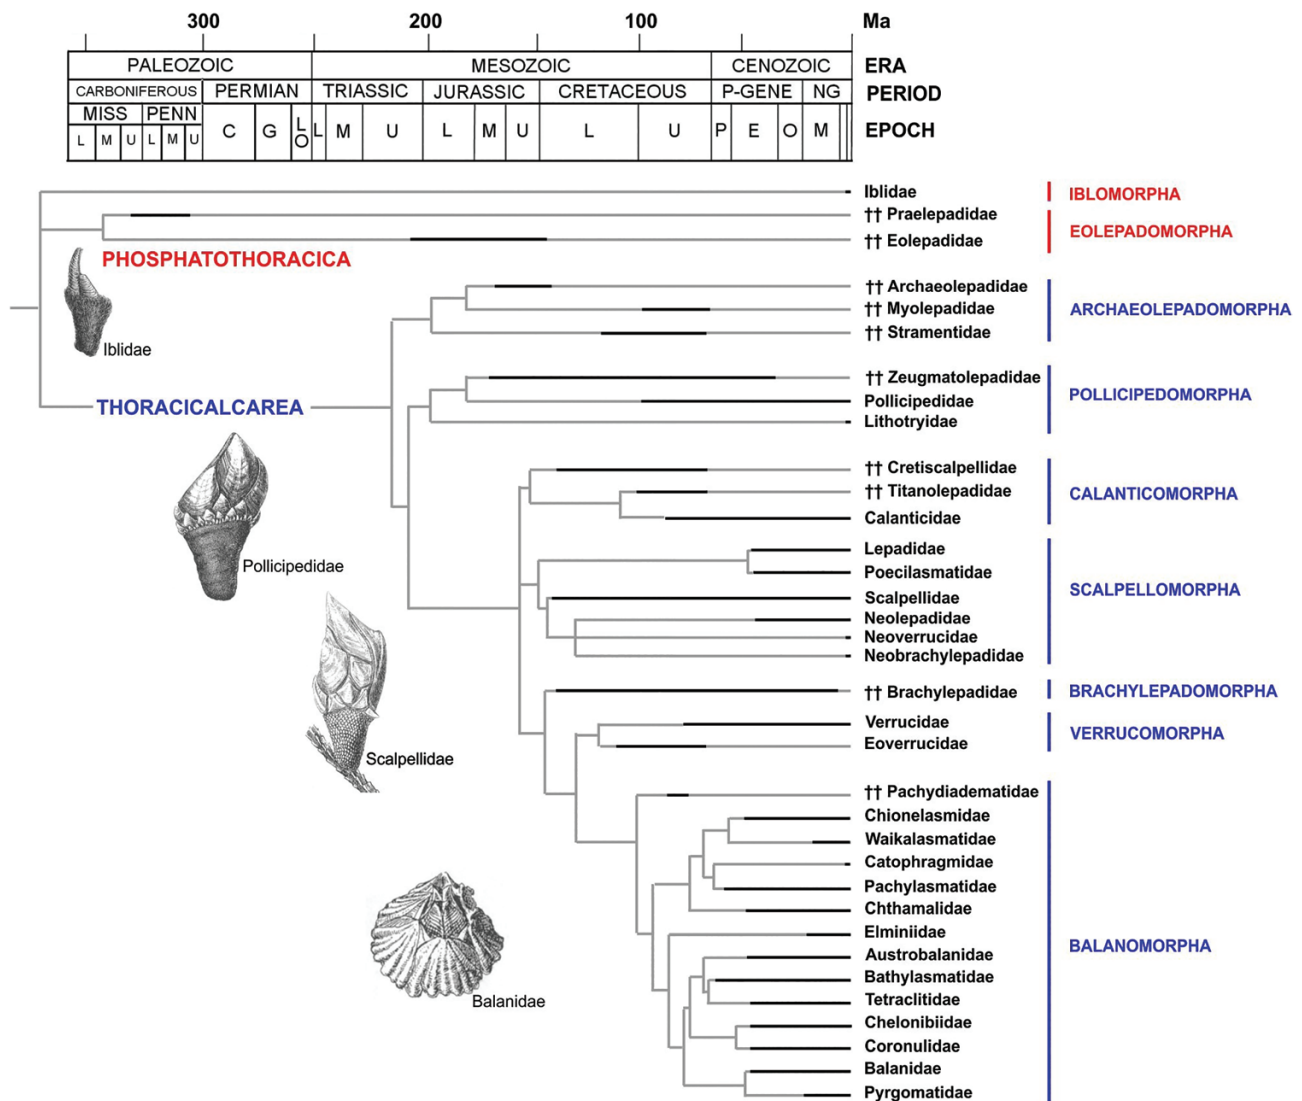 300 200 100 Ma
PALEOZOIC MESOZOIC CENOZOIC ERA
CARBONIFEROUS PERMIAN TRIASSIC JURASSIC CRETACEOUS P-GENE NG PERIOD
MISS PENN
L M U L M U C G LO L M U L M U L U P E O M EPOCH
Iblidae IBLOMORPHA
†† Praelepadidae
EOLEPADOMORPHA
†† Eolepadidae
PHOSPHATOTHORACICA
Iblidae
†† Archaeolepadidae
†† Myolepadidae ARCHAEOLEPADOMORPHA
†† Stramentidae
†† Zeugmatolepadidae
POLLICIPEDOMORPHA
Pollicipedidae
THORACICALCAREA
Lithotryidae
†† Cretiscalpellidae
†† Titanolepadidae CALANTICOMORPHA
Calanticidae
Pollicipedidae
Lepadidae
Poecilasmatidae
SCALPELLOMORPHA
Scalpellidae
Neolepadidae
Neoverrucidae
Neobrachylepadidae
†† Brachylepadidae BRACHYLEPADOMORPHA
Verrucidae
VERRUCOMORPHA
Eoverrucidae
Scalpellidae
†† Pachydiadematidae
Chionelasmidae
Waikalasmatidae
Catophragmidae
Pachylasmatidae
Chthamalidae
Elminiidae
BALANOMORPHA
Austrobalanidae
Bathylasmatidae
Tetraclitidae
Balanidae
Chelonibiidae
Coronulidae
Balanidae
Pyrgomatidae